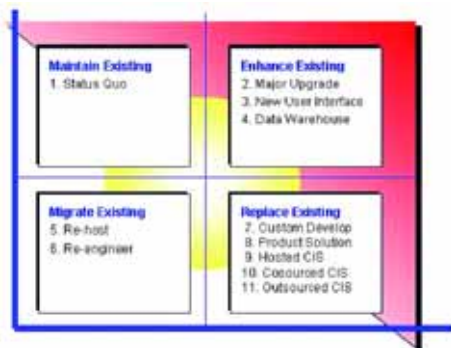 Maintain Existing
1. Status Quo
Enhance Existing
2. Major Upgrade
3. New User Interface
4. Data Warehouse
Migrate Existing
5. Re-host
6. Re-engineer
Replace Existing
7. Custom Develop
8. Product Solution
9. Hosted CIS
10. Cosourced CIS
11. Outsourced CIS